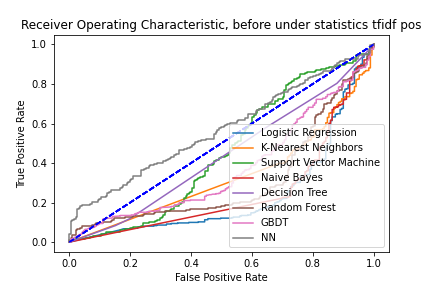 Receiver Operating Characteristic, before under statistics tfidf pos
True Positive Rate
1.0
0.8
0.6
0.4
0.2
0.0
Logistic Regression
K-Nearest Neighbors
Support Vector Machine
Naive Bayes
Decision Tree
Random Forest
GBDT
NN
0.0 0.2 0.4 0.6 0.8 1.0
False Positive Rate